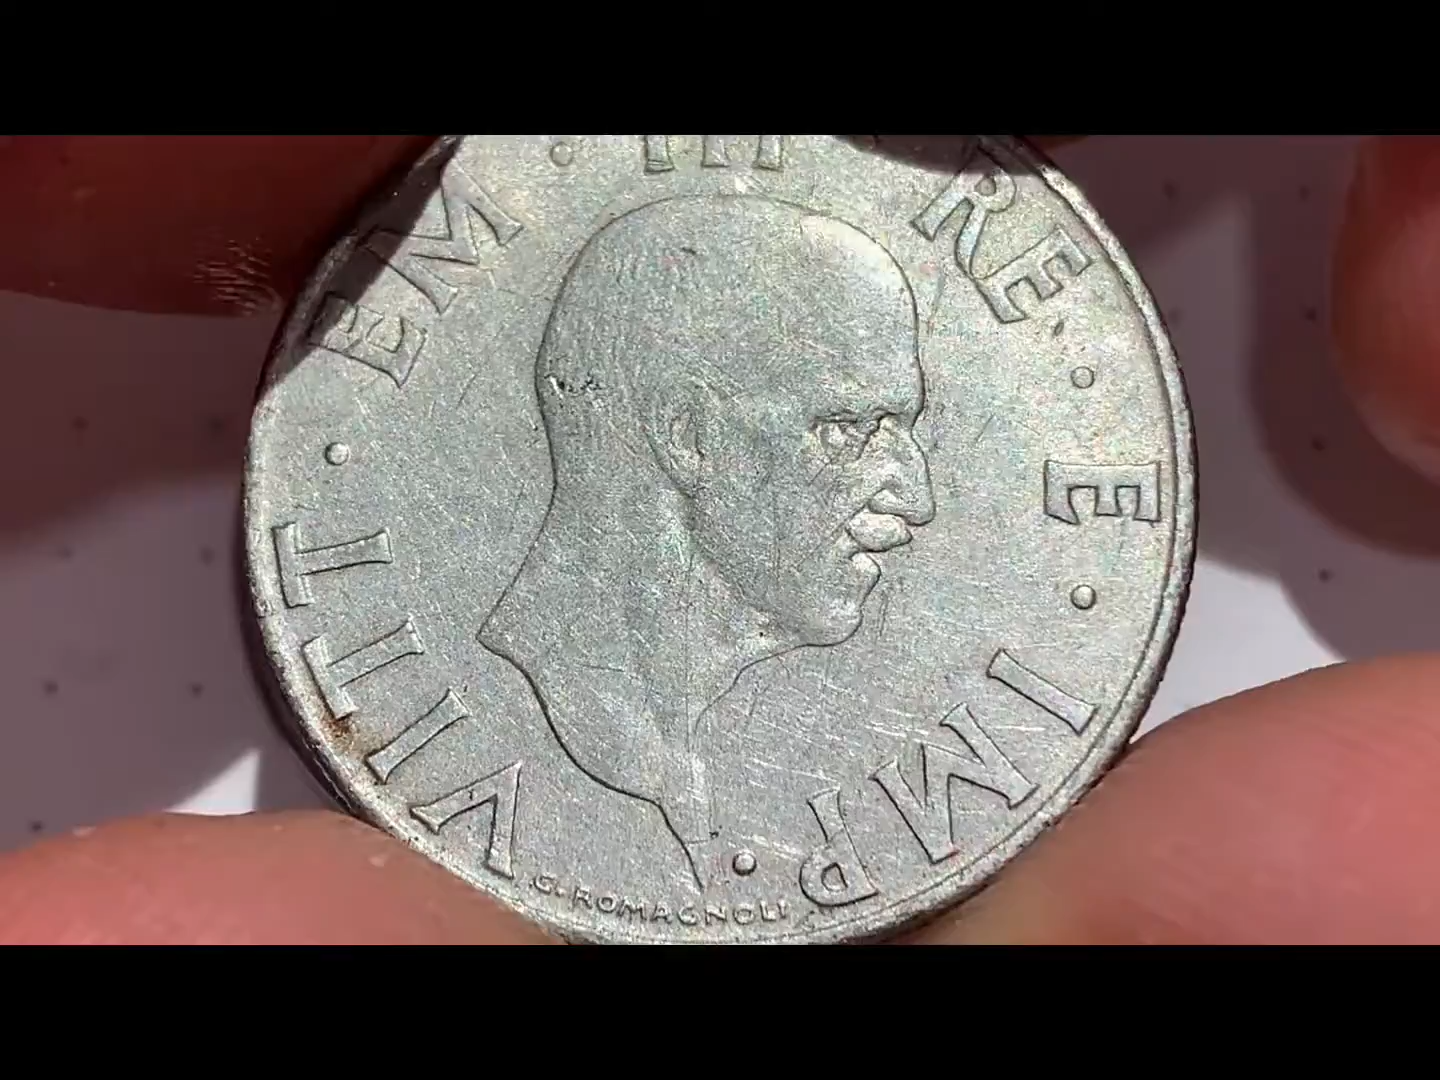 VITT · EM · III · RE · E · IMP ·
G. ROMAGNOLI